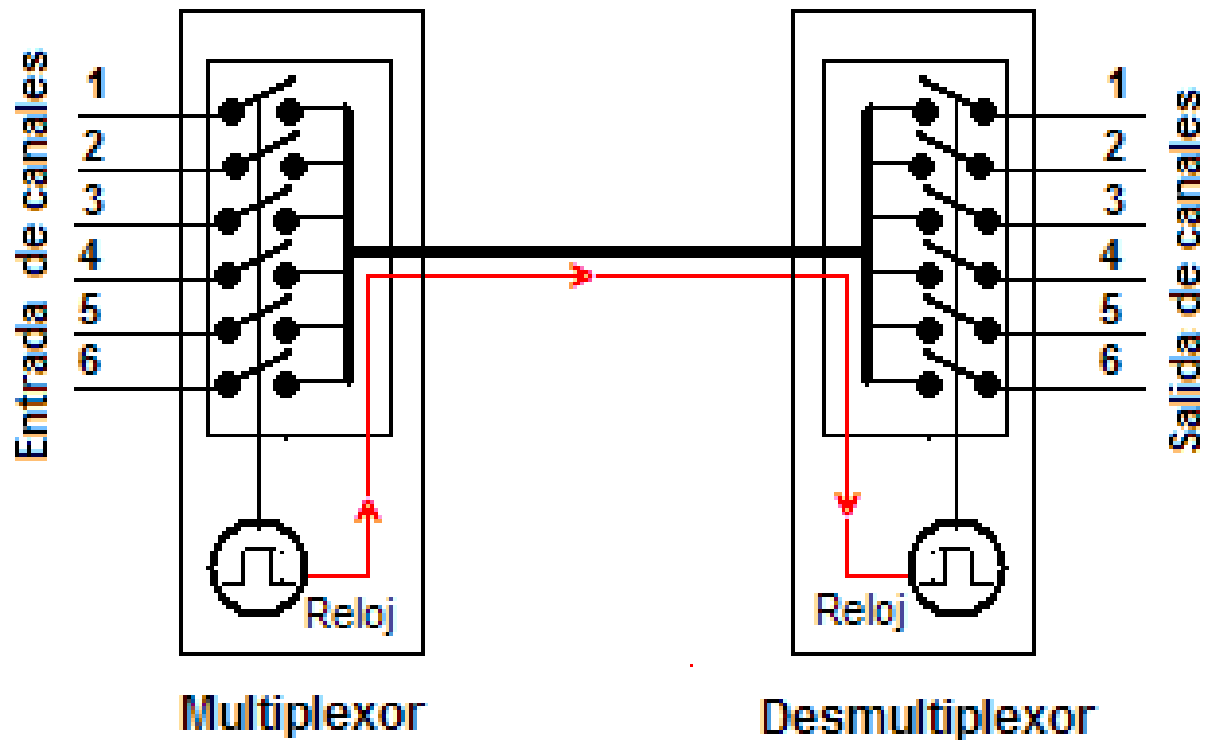 Entrada de canales
1
2
3
4
5
6
Reloj
Multiplexor
1
2
3
4
5
6
Salida de canales
Reloj
Desmultiplexor